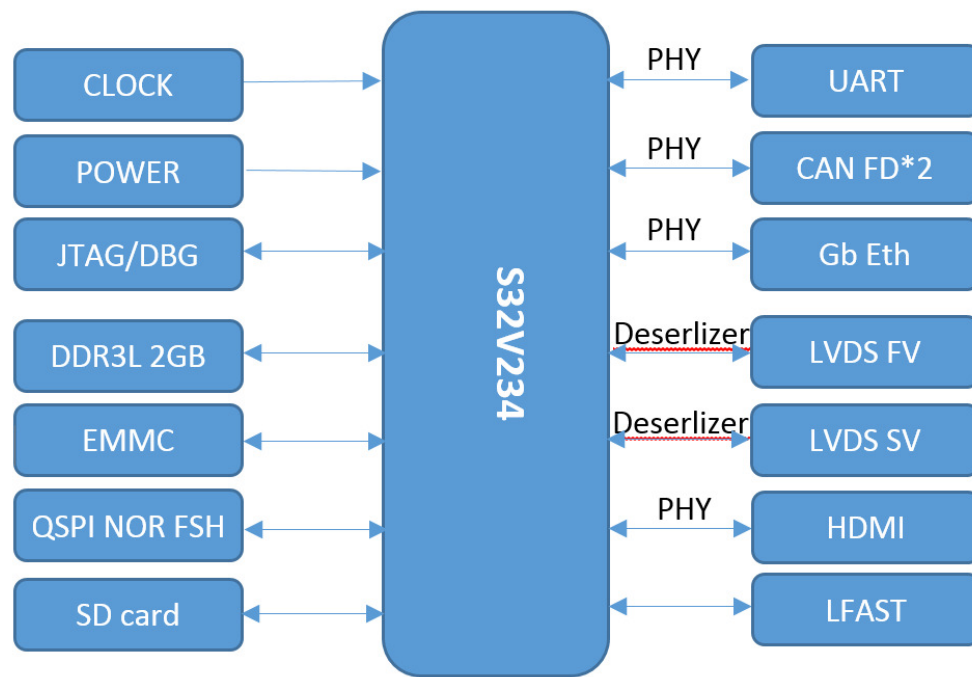 CLOCK
POWER
JTAG/DBG
DDR3L 2GB
EMMC
QSPI NOR FSH
SD card
S32V234
PHY
UART
PHY
CAN FD*2
PHY
Gb Eth
Deserlizer
LVDS FV
Deserlizer
LVDS SV
PHY
HDMI
LFAST